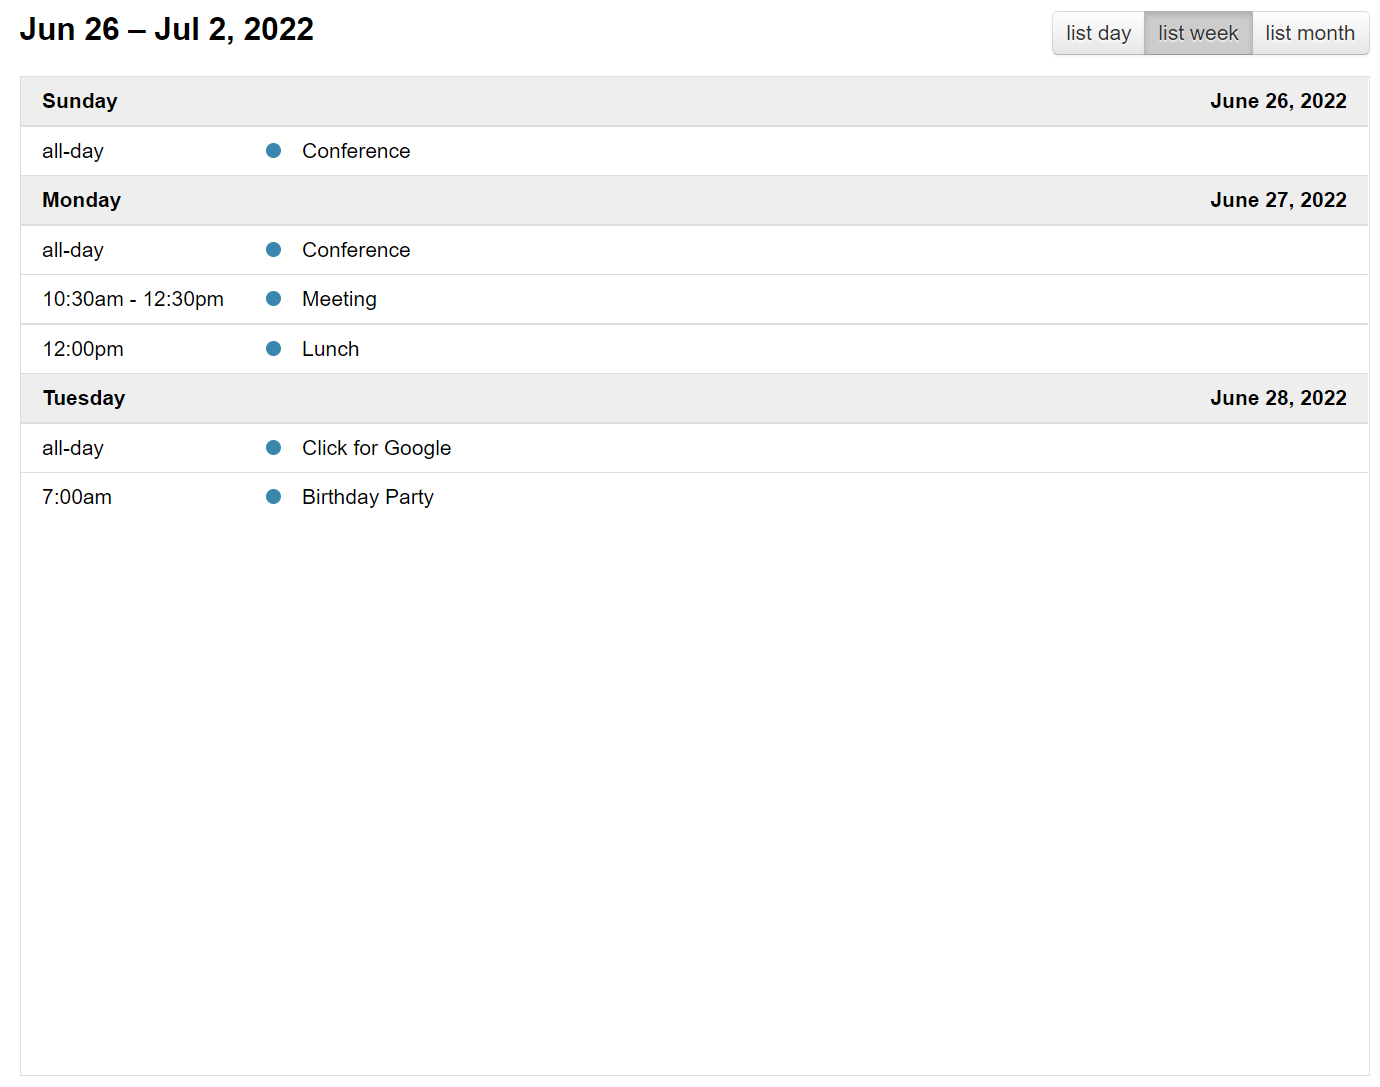 Jun 26 – Jul 2, 2022
list day list week list month
Sunday June 26, 2022
all-day Conference
Monday June 27, 2022
all-day Conference
10:30am - 12:30pm Meeting
12:00pm Lunch
Tuesday June 28, 2022
all-day Click for Google
7:00am Birthday Party